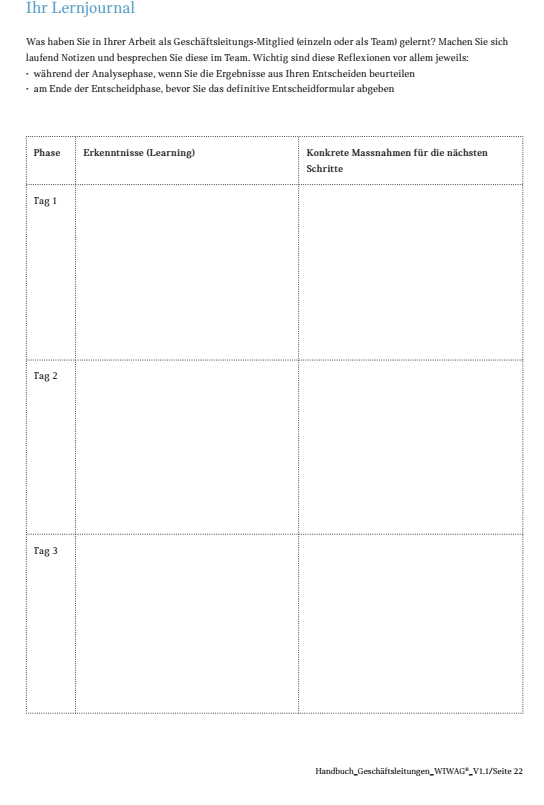 Ihr Lernjournal
Was haben Sie in Ihrer Arbeit als Geschäftsleitungs-Mitglied (einzeln oder als Team) gelernt? Machen Sie sich
laufend Notizen und besprechen Sie diese im Team. Wichtig sind diese Reflexionen vor allem jeweils:
· während der Analysephase, wenn Sie die Ergebnisse aus Ihren Entscheiden beurteilen
· am Ende der Entscheidphase, bevor Sie das definitive Entscheidformular abgeben
Phase Erkenntnisse (Learning) Konkrete Massnahmen für die nächsten
Schritte
Tag 1
Tag 2
Tag 3
Handbuch_Geschäftsleitungen_WIWAG®_V1.1/Seite 22